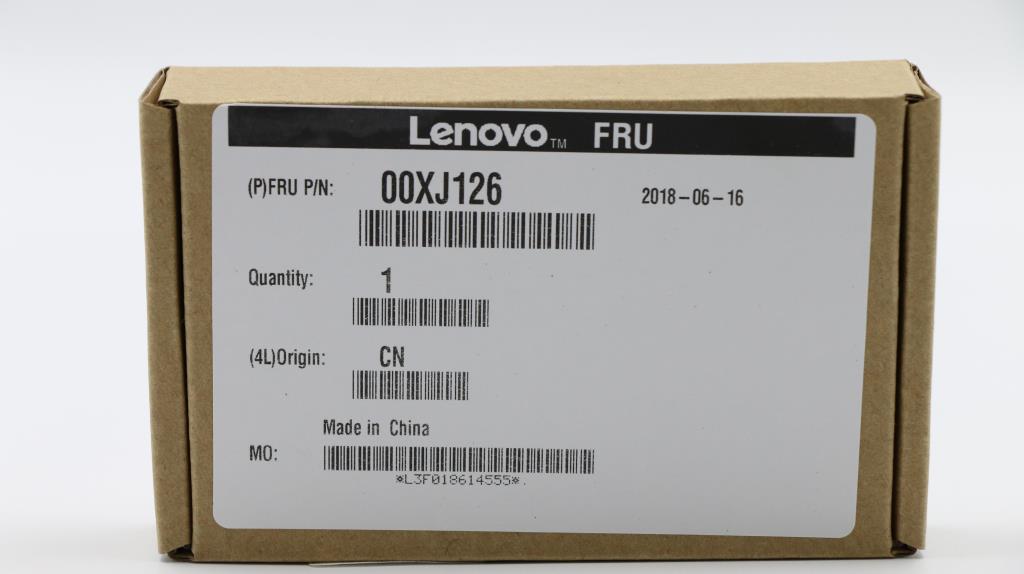 Lenovo™ FRU
(P)FRU P/N: 00XJ126 2018-06-16
Quantity: 1
(4L)Origin: CN
Made in China
MO:
*L3F018614555*.